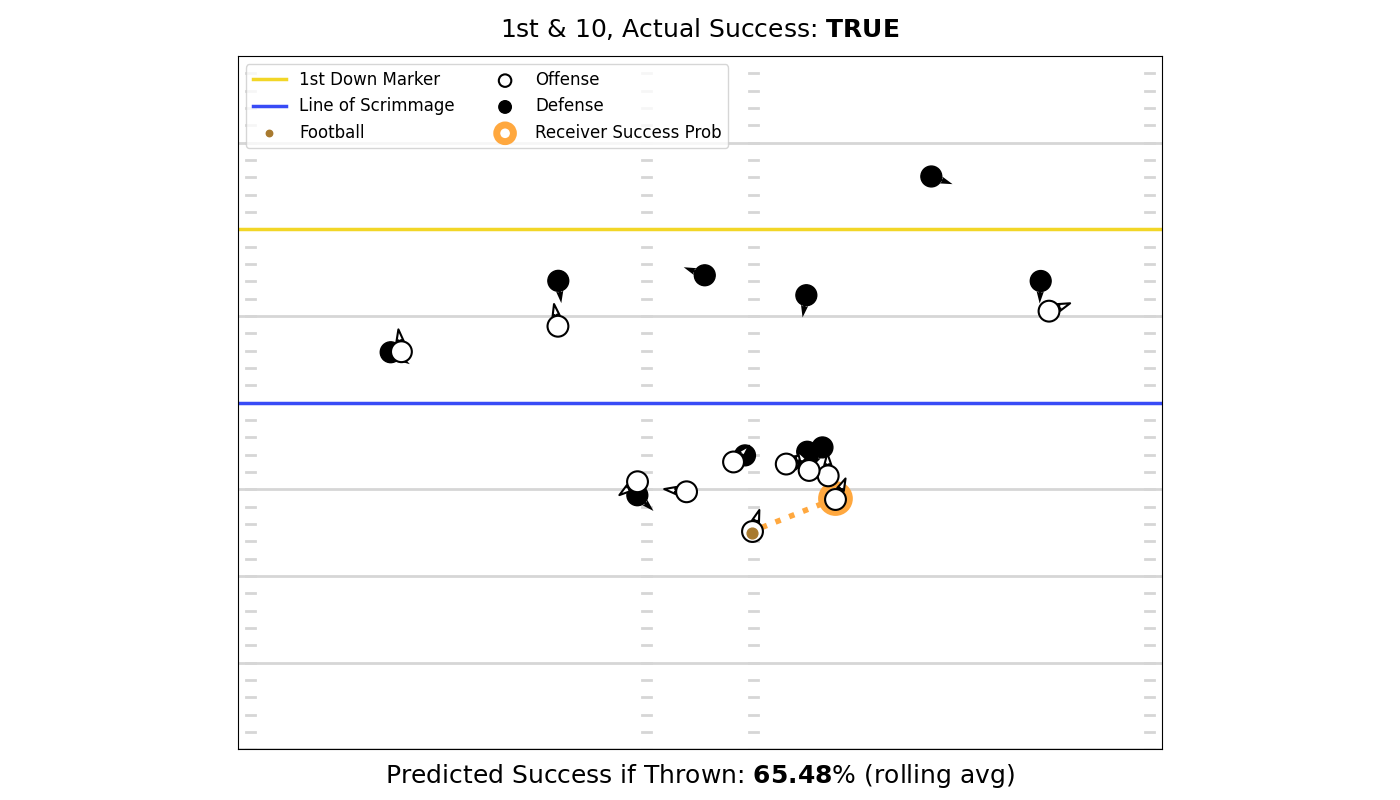 1st & 10, Actual Success: TRUE
1st Down Marker
Line of Scrimmage
Football
Offense
Defense
Receiver Success Prob
Predicted Success if Thrown: 65.48% (rolling avg)